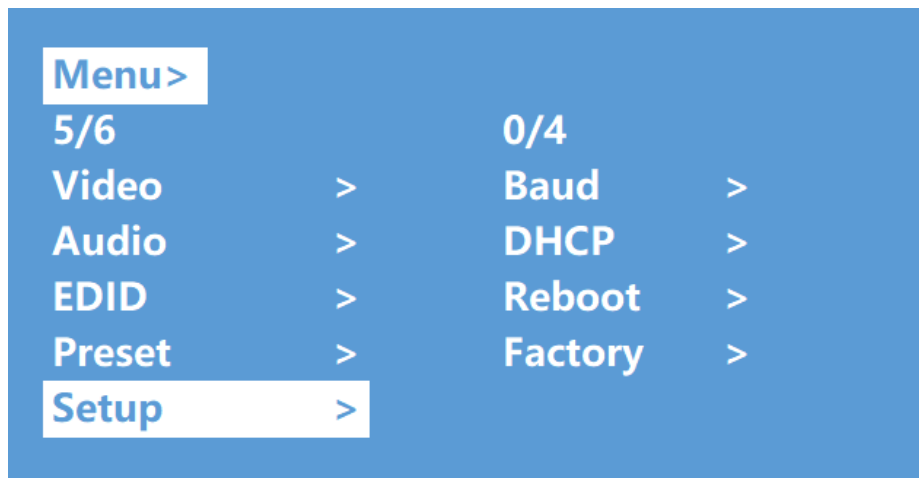 Menu>
5/6 0/4
Video > Baud >
Audio > DHCP >
EDID > Reboot >
Preset > Factory >
Setup >